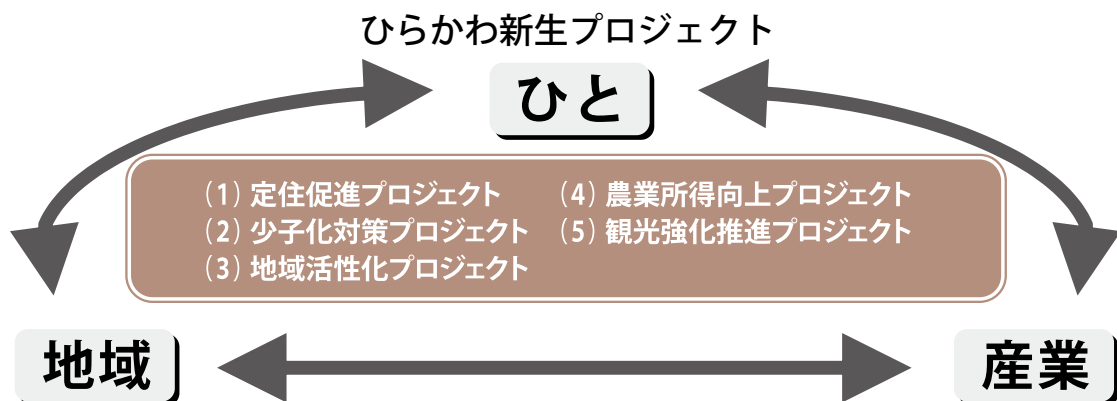 ひらかわ新生プロジェクト
ひと
(1) 定住促進プロジェクト
(2) 少子化対策プロジェクト
(3) 地域活性化プロジェクト
(4) 農業所得向上プロジェクト
(5) 観光強化推進プロジェクト
地域
産業